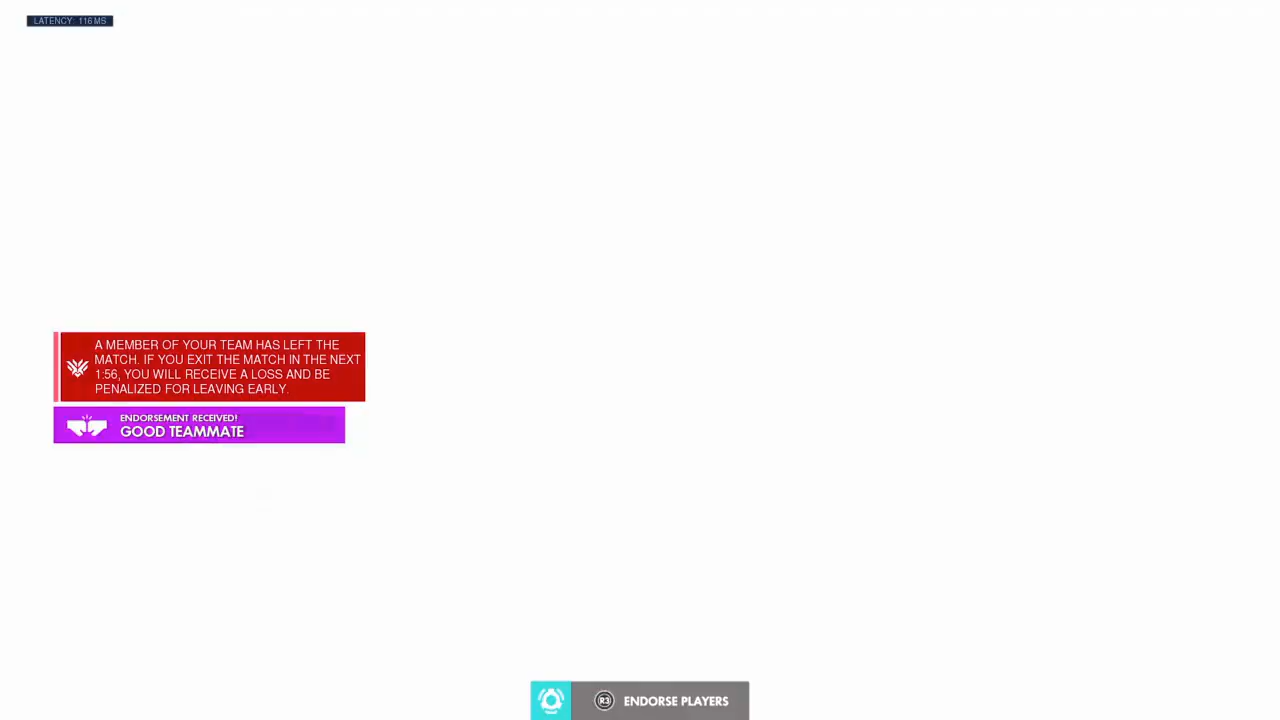 LATENCY: 116 MS
A MEMBER OF YOUR TEAM HAS LEFT THE
MATCH. IF YOU EXIT THE MATCH IN THE NEXT
1:56, YOU WILL RECEIVE A LOSS AND BE
PENALIZED FOR LEAVING EARLY.
ENDORSEMENT RECEIVED!
GOOD TEAMMATE
R3 ENDORSE PLAYERS